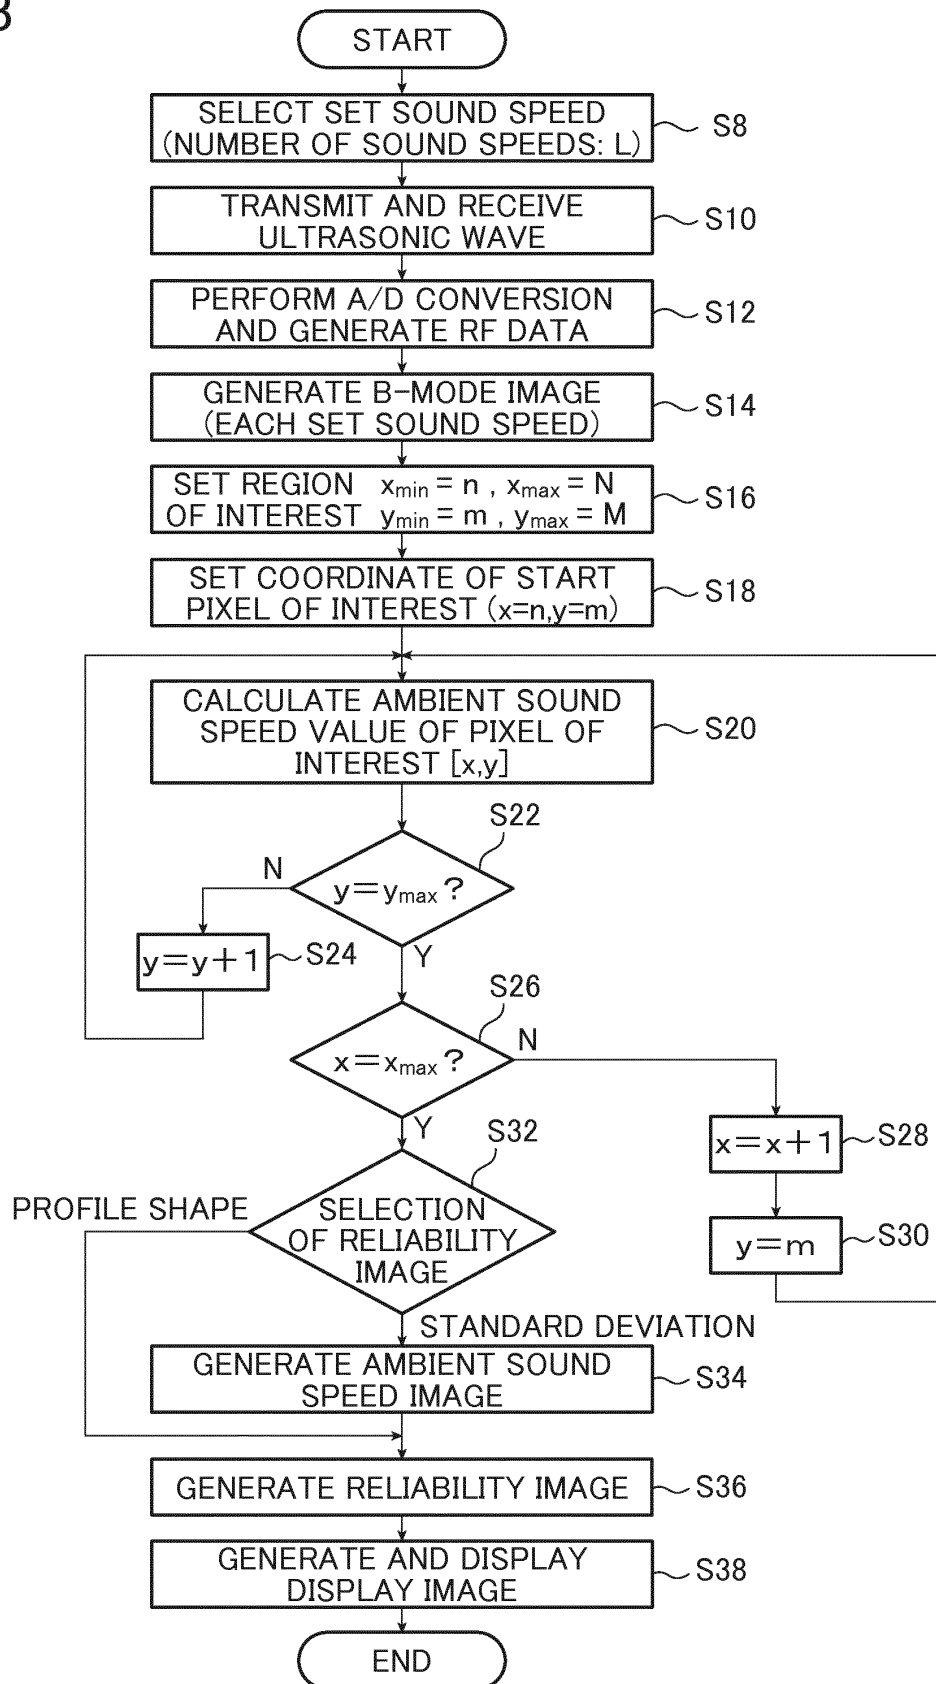 START
SELECT SET SOUND SPEED
(NUMBER OF SOUND SPEEDS: L)
S8
TRANSMIT AND RECEIVE
ULTRASONIC WAVE
S10
PERFORM A/D CONVERSION
AND GENERATE RF DATA
S12
GENERATE B-MODE IMAGE
(EACH SET SOUND SPEED)
S14
SET REGION xmin = n , xmax = N
OF INTEREST ymin = m , ymax = M
S16
SET COORDINATE OF START
PIXEL OF INTEREST (x=n,y=m)
S18
CALCULATE AMBIENT SOUND
SPEED VALUE OF PIXEL OF
INTEREST [x,y]
S20
S22
N
y=ymax ?
Y
y=y+1
S24
S26
x=xmax ?
N
Y
x=x+1
S28
S32
PROFILE SHAPE
SELECTION
OF RELIABILITY
IMAGE
y=m
S30
STANDARD DEVIATION
GENERATE AMBIENT SOUND
SPEED IMAGE
S34
GENERATE RELIABILITY IMAGE
S36
GENERATE AND DISPLAY
DISPLAY IMAGE
S38
END